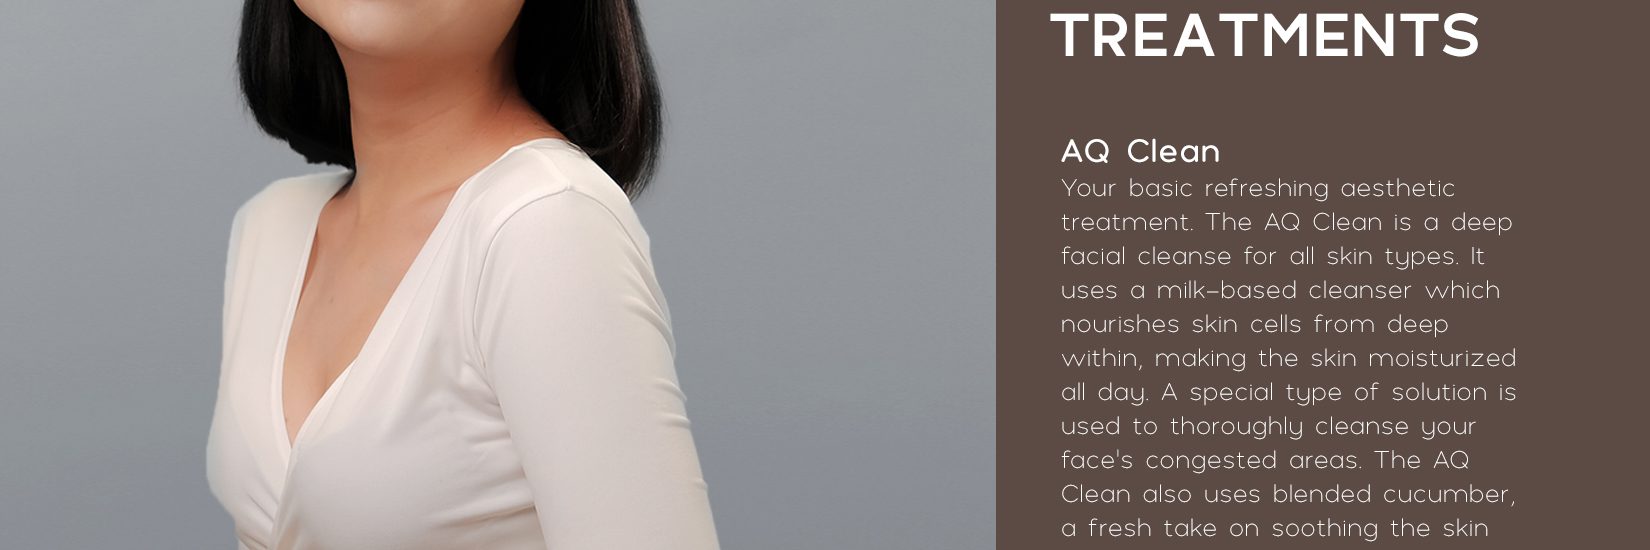 TREATMENTS
AQ Clean
Your basic refreshing aesthetic
treatment. The AQ Clean is a deep
facial cleanse for all skin types. It
uses a milk-based cleanser which
nourishes skin cells from deep
within, making the skin moisturized
all day. A special type of solution is
used to thoroughly cleanse your
face's congested areas. The AQ
Clean also uses blended cucumber,
a fresh take on soothing the skin